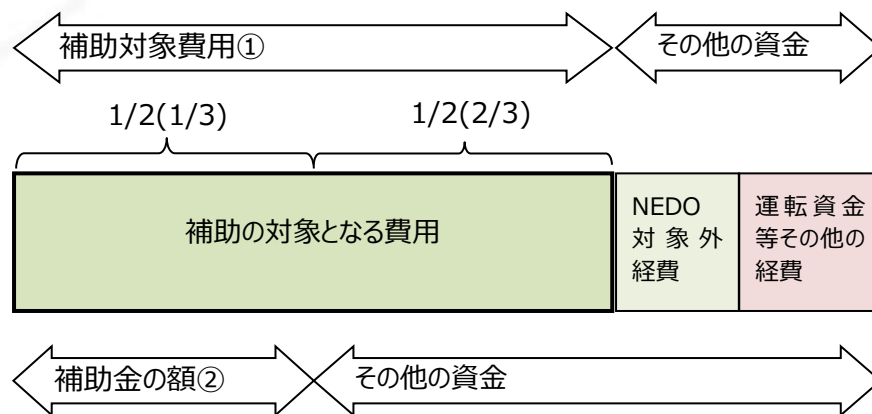 補助対象費用①
その他の資金
1/2(1/3)
1/2(2/3)
補助の対象となる費用
NEDO
対象外
経費
運転資金
等その他の
経費
補助金の額②
その他の資金